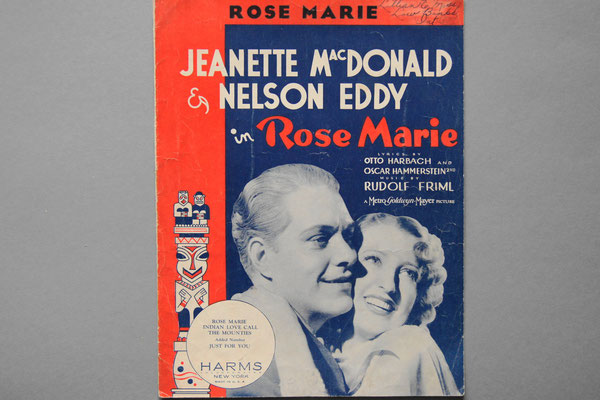 ROSE MARIE
JEANETTE MACDONALD
& NELSON EDDY
in Rose Marie
LYRICS BY
OTTO HARBACH AND
OSCAR HAMMERSTEIN 2ND
MUSIC BY
RUDOLF FRIML
A Metro-Goldwyn-Mayer PICTURE
ROSE MARIE
INDIAN LOVE CALL
THE MOUNTIES
Added Number
JUST FOR YOU
HARMS
NEW YORK
MADE IN U.S.A.